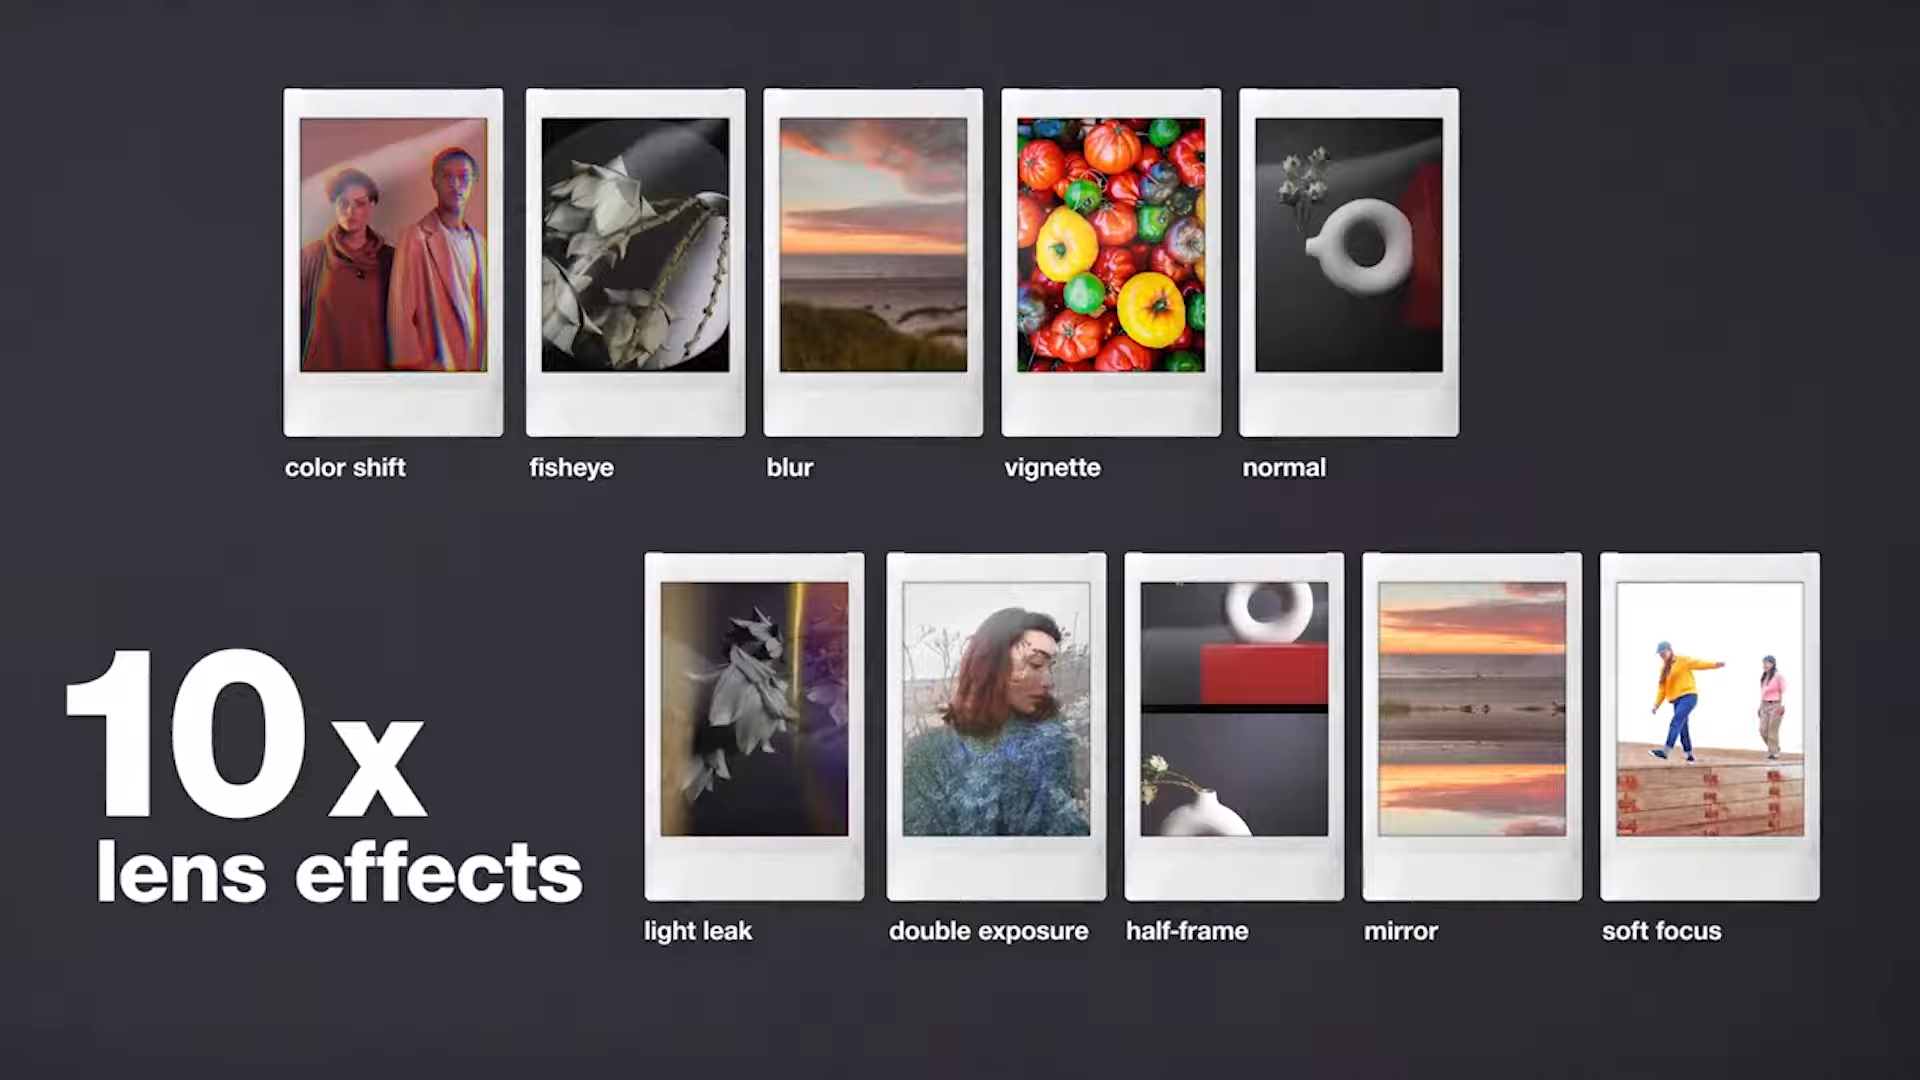 color shift
fisheye
blur
vignette
normal
10x
lens effects
light leak
double exposure
half-frame
mirror
soft focus